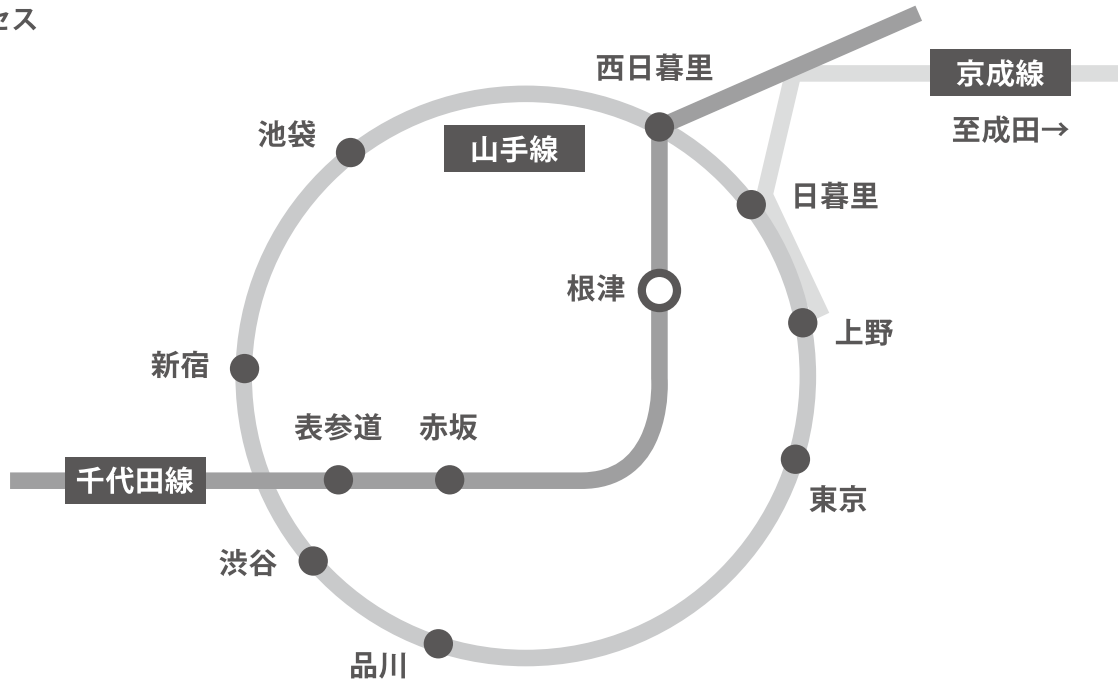 セス
西日暮里
京成線
池袋
山手線
至成田→
日暮里
根津
上野
新宿
表参道
赤坂
千代田線
東京
渋谷
品川